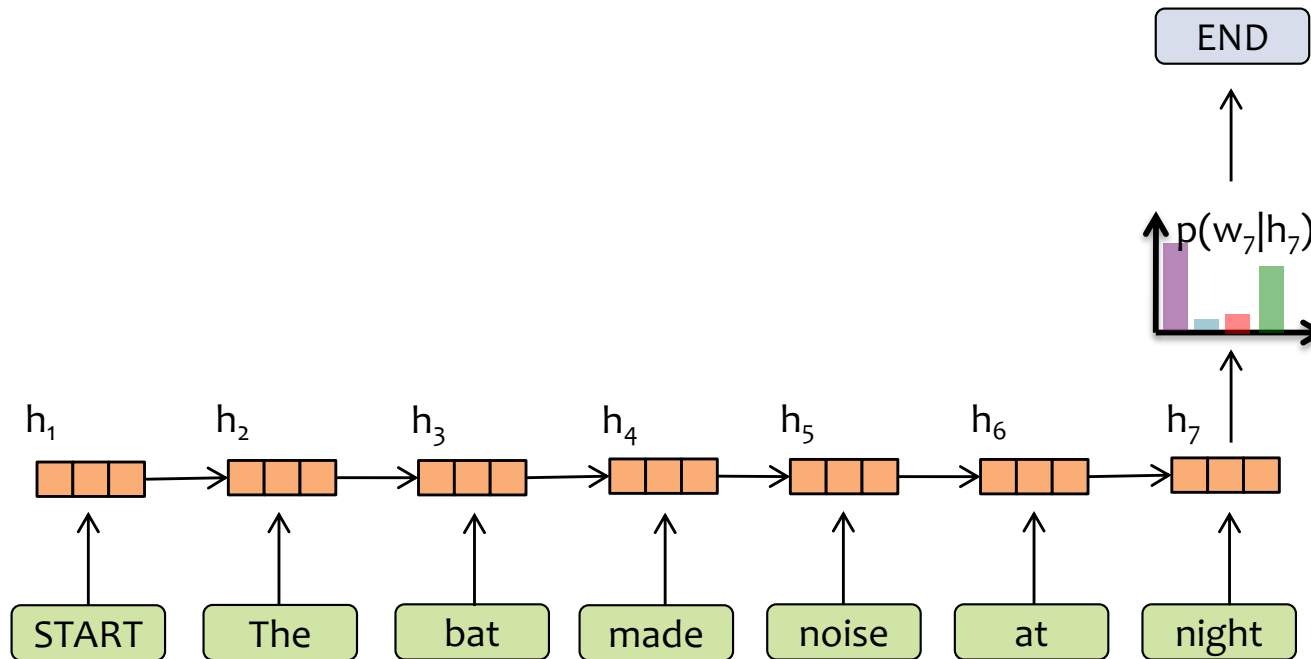 END
p(w₇|h₇)
h₁ h₂ h₃ h₄ h₅ h₆ h₇
START The bat made noise at night